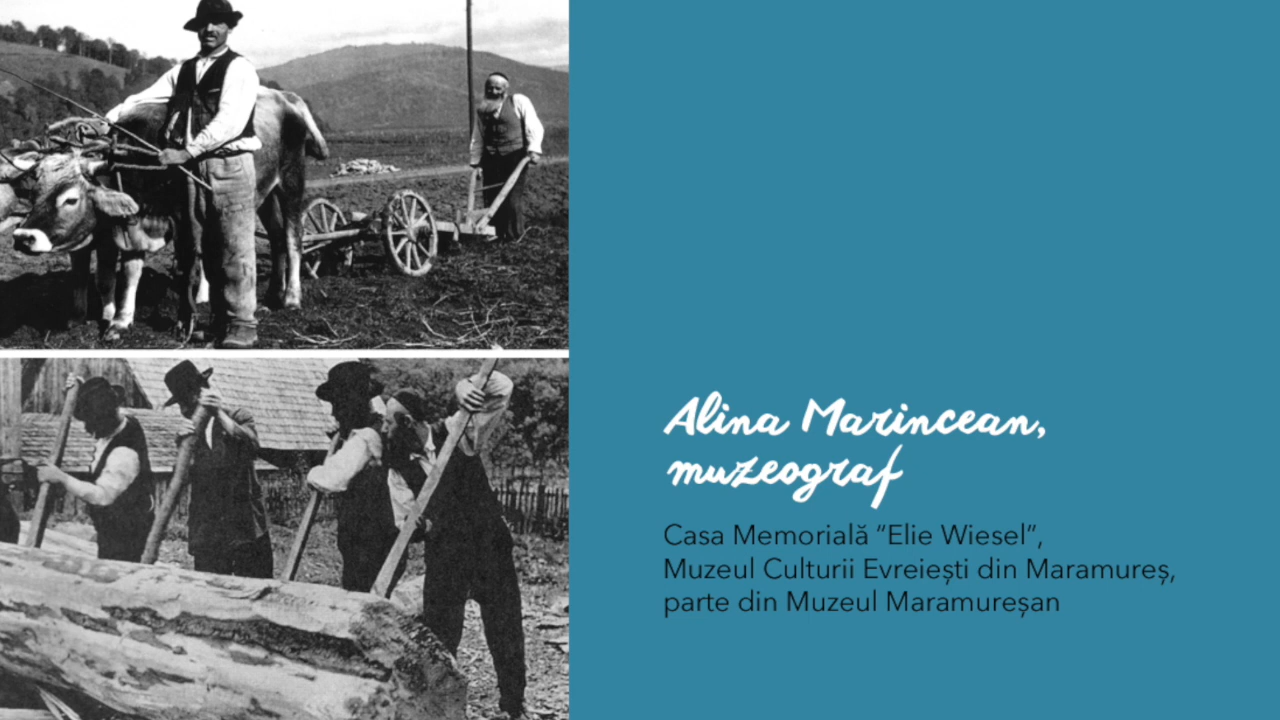 Alina Marincean,
muzeograf
Casa Memorială “Elie Wiesel”,
Muzeul Culturii Evreiești din Maramureș,
parte din Muzeul Maramureșan